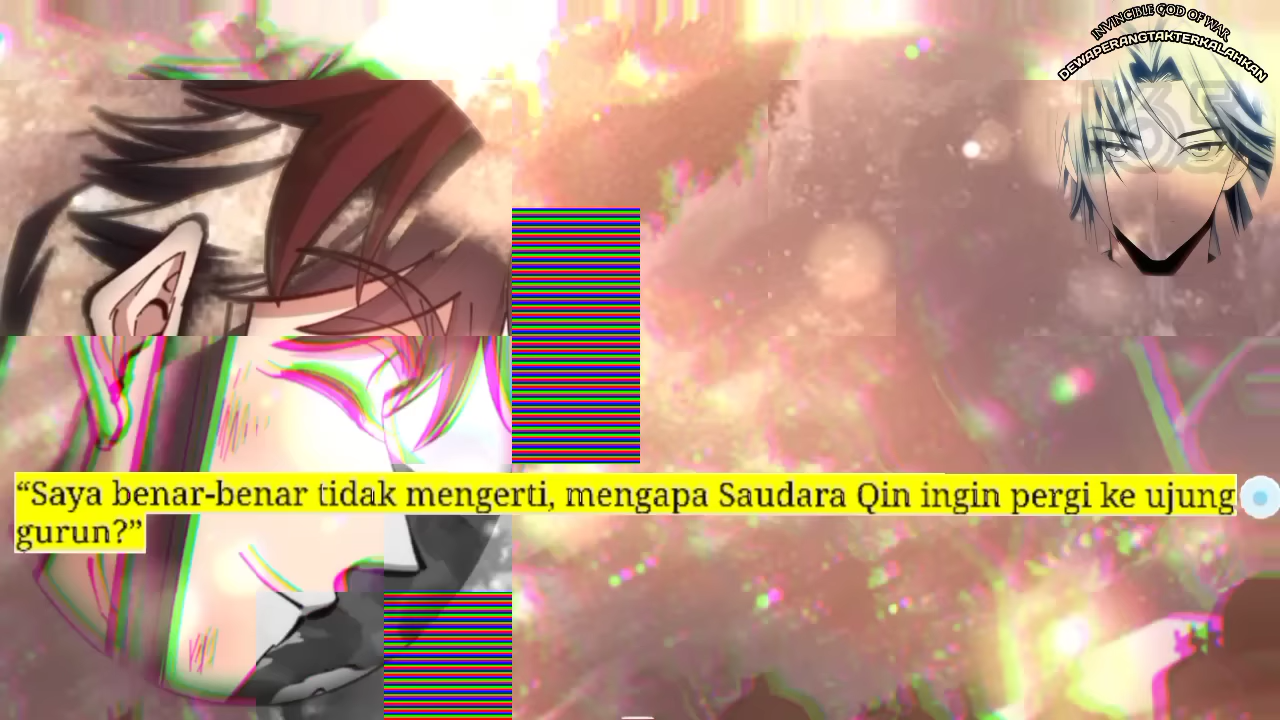 INVINCIBLE GOD OF WAR
DEWAPERANGTAKTERKALAHKAN
“Saya benar-benar tidak mengerti, mengapa Saudara Qin ingin pergi ke ujung
gurun?”